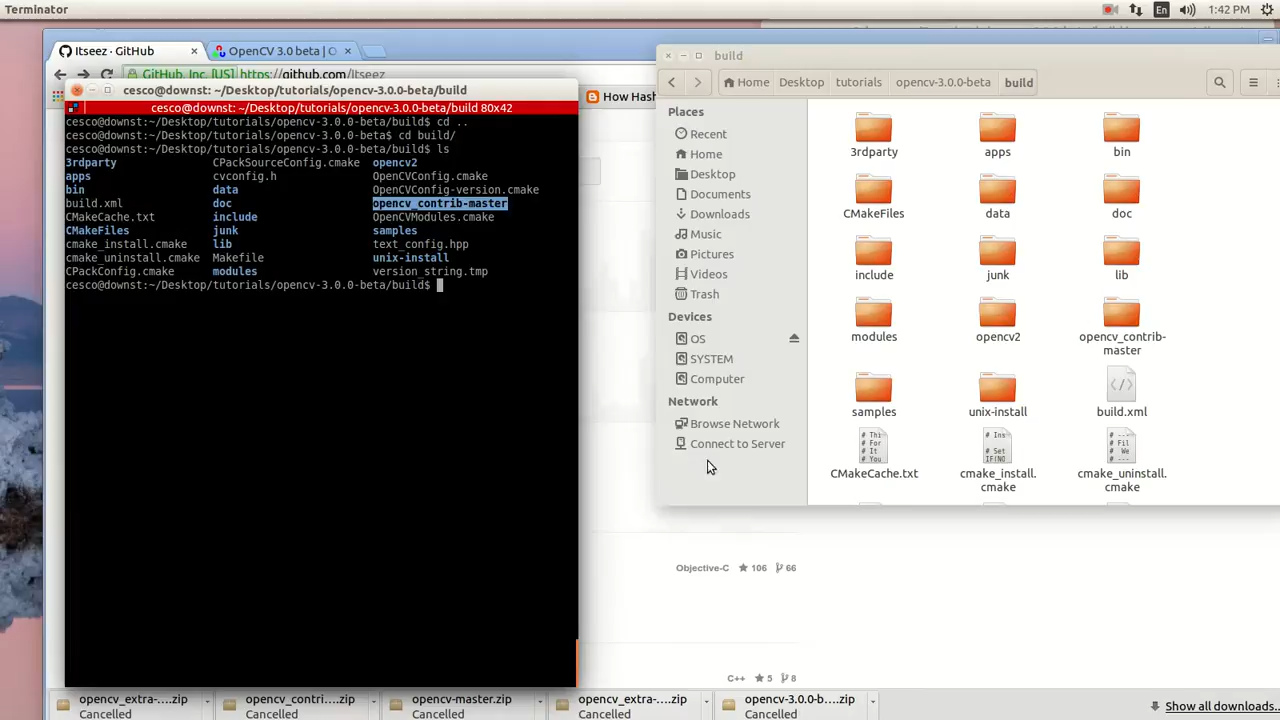 Terminator
En
1:42 PM
Itseez · GitHub
OpenCV 3.0 beta | O
GitHub, Inc. [US] https://github.com/Itseez
How Hash
cesco@downst: ~/Desktop/tutorials/opencv-3.0.0-beta/build
cesco@downst: ~/Desktop/tutorials/opencv-3.0.0-beta/build 80x42
cesco@downst:~/Desktop/tutorials/opencv-3.0.0-beta/build$ cd ..
cesco@downst:~/Desktop/tutorials/opencv-3.0.0-beta$ cd build/
cesco@downst:~/Desktop/tutorials/opencv-3.0.0-beta/build$ ls
3rdparty CPackSourceConfig.cmake opencv2
apps cvconfig.h OpenCVConfig.cmake
bin data OpenCVConfig-version.cmake
build.xml doc opencv_contrib-master
CMakeCache.txt include OpenCVModules.cmake
CMakeFiles junk samples
cmake_install.cmake lib text_config.hpp
cmake_uninstall.cmake Makefile unix-install
CPackConfig.cmake modules version_string.tmp
cesco@downst:~/Desktop/tutorials/opencv-3.0.0-beta/build$
build
Home Desktop tutorials opencv-3.0.0-beta build
Places
Recent
Home
Desktop
Documents
Downloads
Music
Pictures
Videos
Trash
Devices
OS
SYSTEM
Computer
Network
Browse Network
Connect to Server
3rdparty apps bin
CMakeFiles data doc
include junk lib
modules opencv2 opencv_contrib-
master
samples unix-install build.xml
CMakeCache.txt cmake_install. cmake_uninstall.
cmake cmake
Objective-C 106 66
C++ 5 8
opencv_extra-....zip opencv_contri....zip opencv-master.zip opencv_extra-....zip opencv-3.0.0-b....zip
Cancelled Cancelled Cancelled Cancelled Cancelled
Show all downloads...